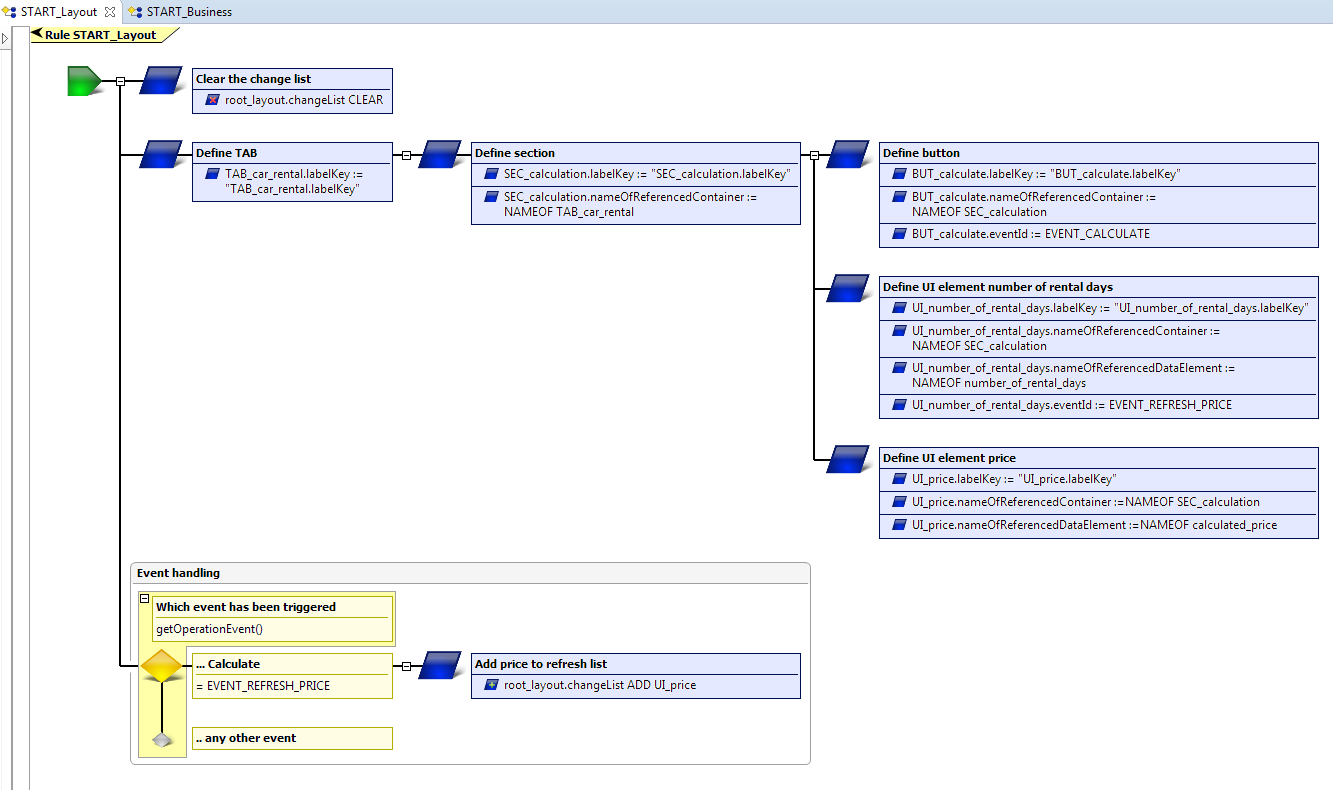 START_Layout
START_Business
Rule START_Layout
Clear the change list
root_layout.changeList CLEAR
Define TAB
TAB_car_rental.labelKey :=
"TAB_car_rental.labelKey"
Define section
SEC_calculation.labelKey := "SEC_calculation.labelKey"
SEC_calculation.nameOfReferencedContainer :=
NAMEOF TAB_car_rental
Define button
BUT_calculate.labelKey := "BUT_calculate.labelKey"
BUT_calculate.nameOfReferencedContainer :=
NAMEOF SEC_calculation
BUT_calculate.eventId := EVENT_CALCULATE
Define UI element number of rental days
UI_number_of_rental_days.labelKey := "UI_number_of_rental_days.labelKey"
UI_number_of_rental_days.nameOfReferencedContainer :=
NAMEOF SEC_calculation
UI_number_of_rental_days.nameOfReferencedDataElement :=
NAMEOF number_of_rental_days
UI_number_of_rental_days.eventId := EVENT_REFRESH_PRICE
Define UI element price
UI_price.labelKey := "UI_price.labelKey"
UI_price.nameOfReferencedContainer :=NAMEOF SEC_calculation
UI_price.nameOfReferencedDataElement :=NAMEOF calculated_price
Event handling
Which event has been triggered
getOperationEvent()
... Calculate
= EVENT_REFRESH_PRICE
Add price to refresh list
root_layout.changeList ADD UI_price
.. any other event